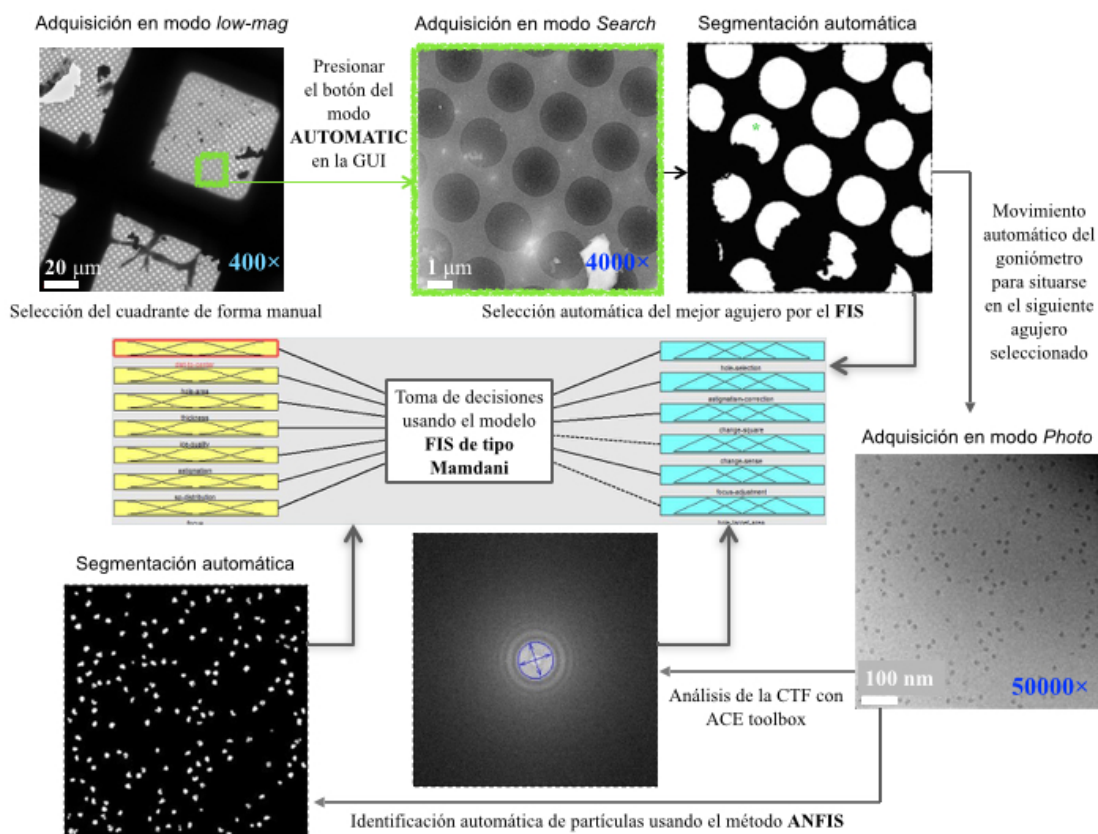 Adquisición en modo low-mag
Adquisición en modo Search
Segmentación automática
Presionar
el botón del
modo
AUTOMATIC
en la GUI
20 μm
400×
1 μm
4000×
*
Movimiento
automático del
goniómetro
para situarse
en el siguiente
agujero
seleccionado
Selección del cuadrante de forma manual
Selección automática del mejor agujero por el FIS
hole-area
thickness
ice-quality
astigmatism
sp-distribution
focus
Toma de decisiones
usando el modelo
FIS de tipo
Mamdani
hole-selection
astigmatism-correction
change-square
change-sense
focus-adjustment
hole-target-area
Adquisición en modo Photo
100 nm
50000×
Segmentación automática
Análisis de la CTF con
ACE toolbox
Identificación automática de partículas usando el método ANFIS